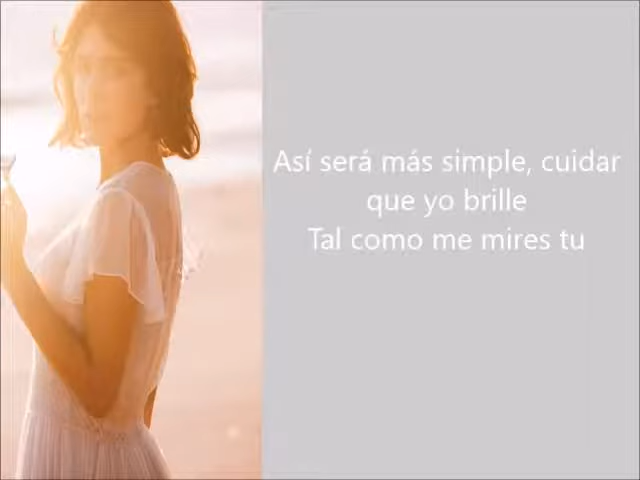 Así será más simple, cuidar
que yo brille
Tal como me mires tu